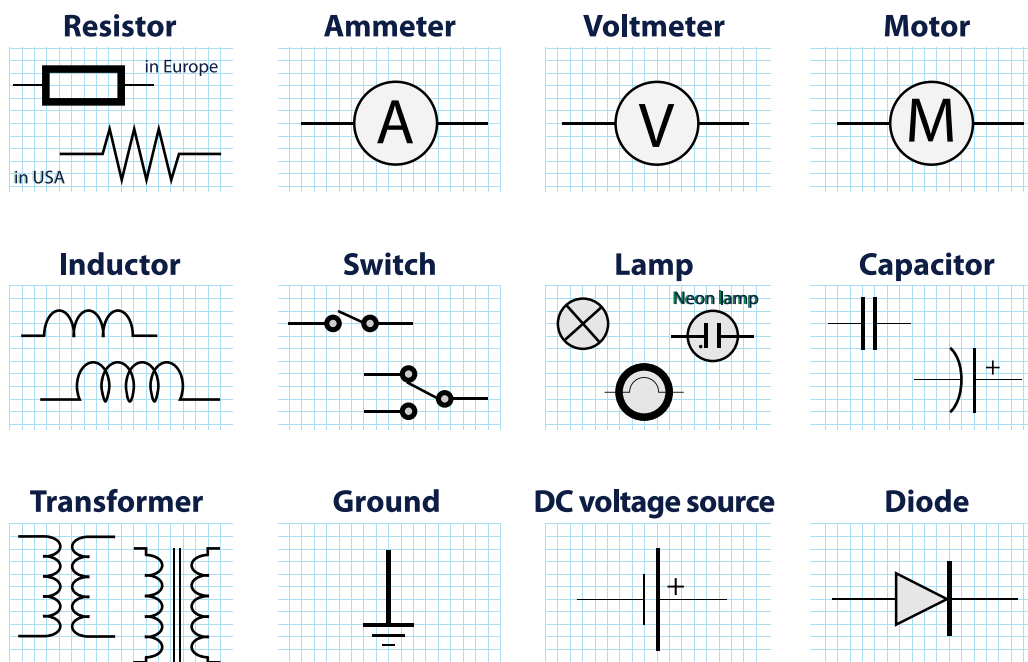 Resistor
Ammeter
Voltmeter
Motor
in Europe
in USA
A
V
M
Inductor
Switch
Lamp
Capacitor
Neon lamp
+
Transformer
Ground
DC voltage source
Diode
+